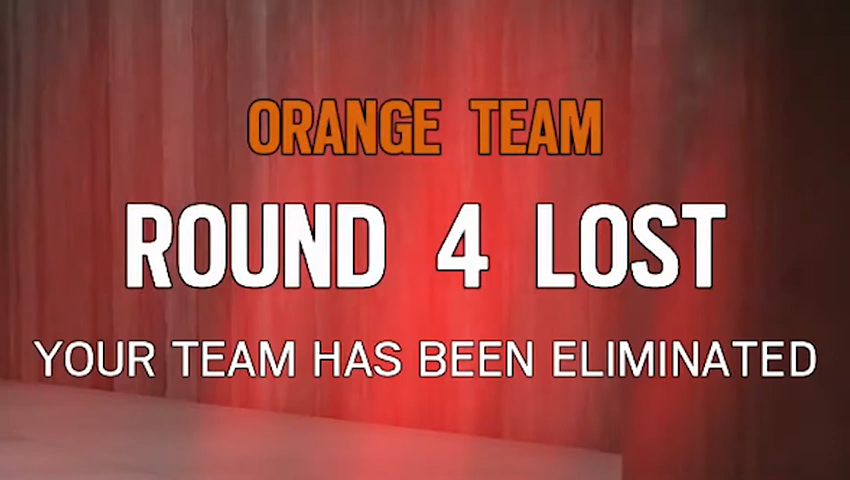 ORANGE TEAM
ROUND 4 LOST
YOUR TEAM HAS BEEN ELIMINATED